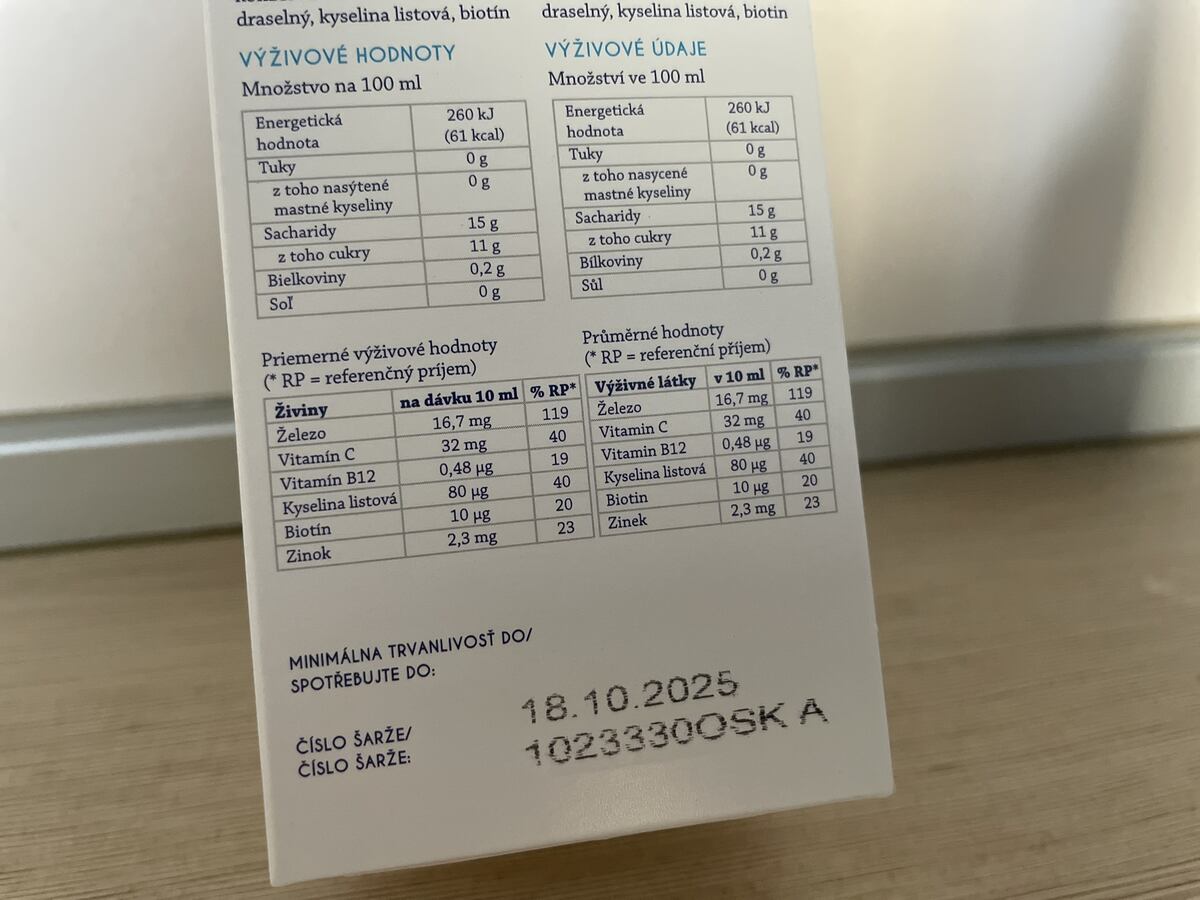 draselný, kyselina listová, biotín
VÝŽIVOVÉ HODNOTY
Množstvo na 100 ml
Energetická hodnota 260 kJ (61 kcal)
Tuky 0 g
z toho nasýtené mastné kyseliny 0 g
Sacharidy 15 g
z toho cukry 11 g
Bielkoviny 0,2 g
Soľ 0 g
Priemerné výživové hodnoty
(* RP = referenčný príjem)
Živiny na dávku 10 ml % RP*
Železo 16,7 mg 119
Vitamín C 32 mg 40
Vitamín B12 0,48 µg 19
Kyselina listová 80 µg 40
Biotín 10 µg 20
Zinok 2,3 mg 23
draselný, kyselina listová, biotin
VÝŽIVOVÉ ÚDAJE
Množství ve 100 ml
Energetická hodnota 260 kJ (61 kcal)
Tuky 0 g
z toho nasycené mastné kyseliny 0 g
Sacharidy 15 g
z toho cukry 11 g
Bílkoviny 0,2 g
Sůl 0 g
Průměrné hodnoty
(* RP = referenční příjem)
Výživné látky v 10 ml % RP*
Železo 16,7 mg 119
Vitamin C 32 mg 40
Vitamin B12 0,48 µg 19
Kyselina listová 80 µg 40
Biotin 10 µg 20
Zinek 2,3 mg 23
MINIMÁLNA TRVANLIVOSŤ DO/
SPOTŘEBUJTE DO:
18.10.2025
ČÍSLO ŠARŽE/
ČÍSLO ŠARŽE:
1023330OSK A